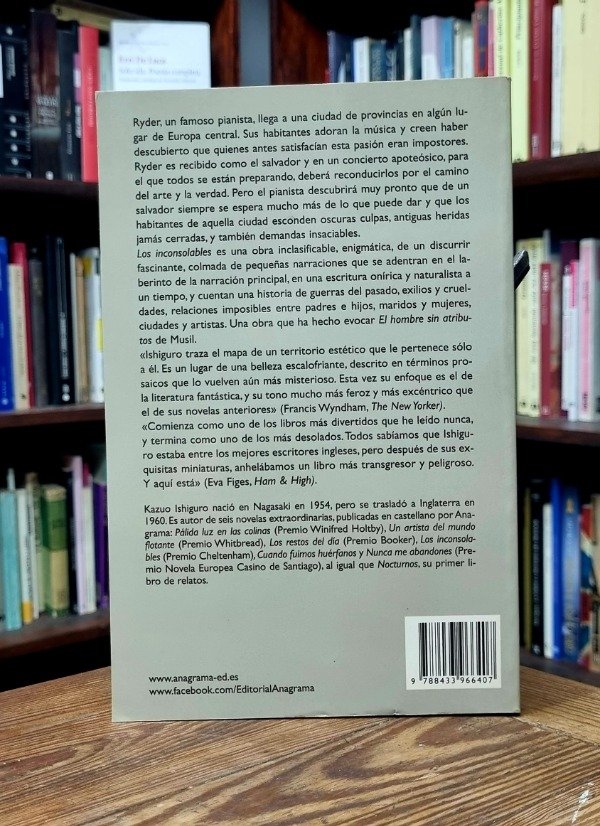 Ryder, un famoso pianista, llega a una ciudad de provincias en algún lu-
gar de Europa central. Sus habitantes adoran la música y creen haber
descubierto que quienes antes satisfacían esta pasión eran impostores.
Ryder es recibido como el salvador y en un concierto apoteósico, para
el que todos se están preparando, deberá reconducirlos por el camino
del arte y la verdad. Pero el pianista descubrirá muy pronto que de un
salvador siempre se espera mucho más de lo que puede dar y que los
habitantes de aquella ciudad esconden oscuras culpas, antiguas heridas
jamás cerradas, y también demandas insaciables.
Los inconsolables es una obra inclasificable, enigmática, de un discurrir
fascinante, colmada de pequeñas narraciones que se adentran en el la-
berinto de la narración principal, en una escritura onírica y naturalista a
un tiempo, y cuentan una historia de guerras del pasado, exilios y cruel-
dades, relaciones imposibles entre padres e hijos, maridos y mujeres,
ciudades y artistas. Una obra que ha hecho evocar El hombre sin atribu-
tos de Musil.
«Ishiguro traza el mapa de un territorio estético que le pertenece sólo
a él. Es un lugar de una belleza escalofriante, descrito en términos pro-
saicos que lo vuelven aún más misterioso. Esta vez su enfoque es el de
la literatura fantástica, y su tono mucho más feroz y más excéntrico que
el de sus novelas anteriores» (Francis Wyndham, The New Yorker).
«Comienza como uno de los libros más divertidos que he leído nunca,
y termina como uno de los más desolados. Todos sabíamos que Ishigu-
ro estaba entre los mejores escritores ingleses, pero después de sus ex-
quisitas miniaturas, anhelábamos un libro más transgresor y peligroso.
Y aquí está» (Eva Figes, Ham & High).
Kazuo Ishiguro nació en Nagasaki en 1954, pero se trasladó a Inglaterra en
1960. Es autor de seis novelas extraordinarias, publicadas en castellano por Ana-
grama: Pálida luz en las colinas (Premio Winifred Holtby), Un artista del mundo
flotante (Premio Whitbread), Los restos del día (Premio Booker), Los inconsola-
bles (Premio Cheltenham), Cuando fuimos huérfanos y Nunca me abandones (Pre-
mio Novela Europea Casino de Santiago), al igual que Nocturnos, su primer li-
bro de relatos.
www.anagrama-ed.es
www.facebook.com/EditorialAnagrama
9 788433 966407